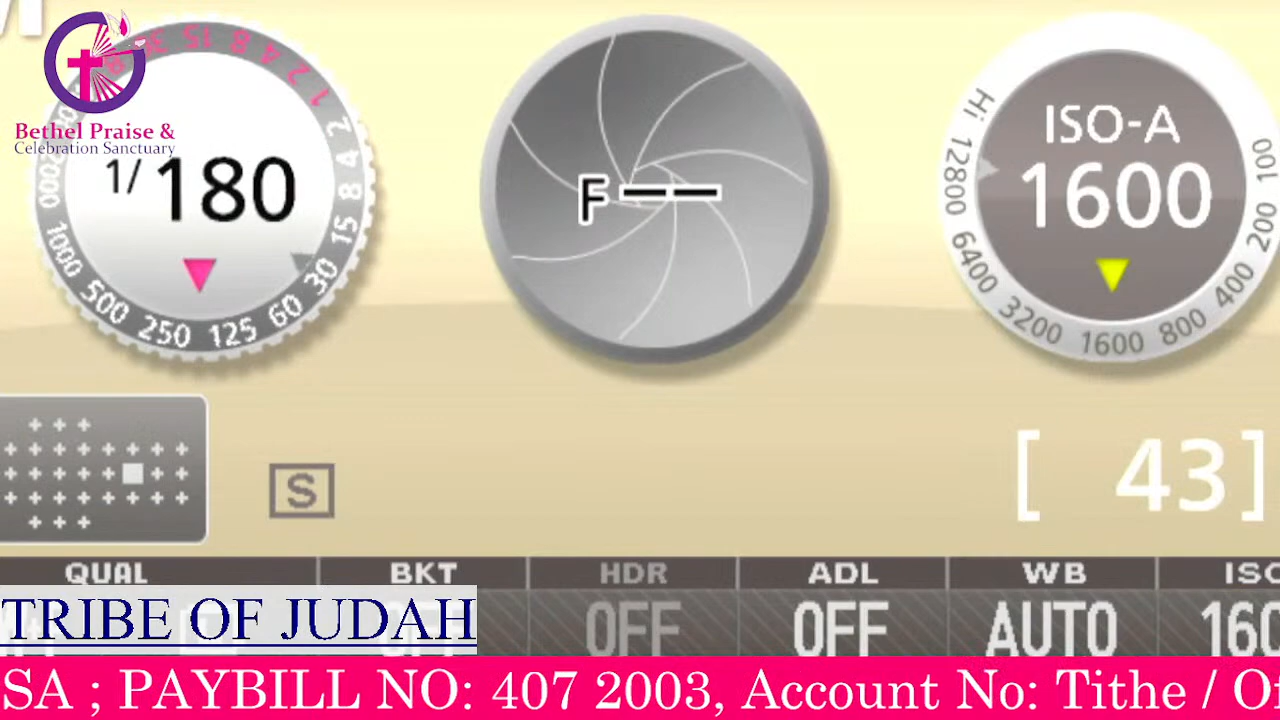 Bethel Praise &
Celebration Sanctuary
1/180
1 2 4 8 15 30 60 125 250 500 1000
F--
ISO-A
1600
Hi 12800 6400 3200 1600 800 400 200 100
S
[ 43]
QUAL BKT HDR ADL WB
OFF OFF AUTO
TRIBE OF JUDAH
SA ; PAYBILL NO: 407 2003, Account No: Tithe /